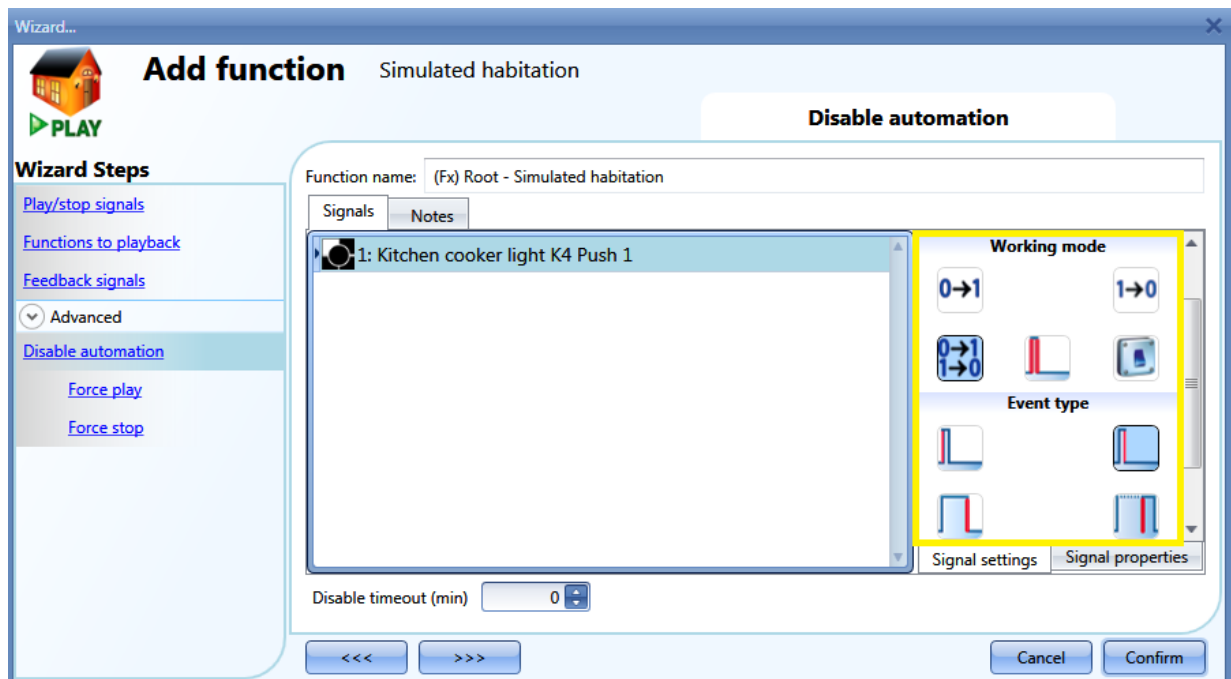 Wizard...
Add function Simulated habitation
PLAY
Disable automation
Wizard Steps
Play/stop signals
Functions to playback
Feedback signals
Advanced
Disable automation
Force play
Force stop
Function name: (Fx) Root - Simulated habitation
Signals Notes
1: Kitchen cooker light K4 Push 1
Working mode
0→1 1→0
0→1
1→0
Event type
Signal settings Signal properties
Disable timeout (min) 0
<<< >>> Cancel Confirm